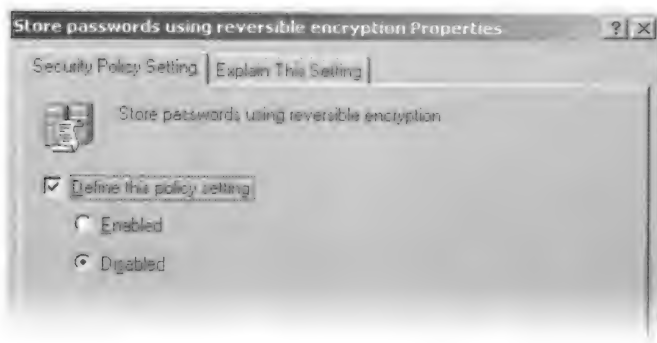 Store passwords using reversible encryption Properties
Security Policy Setting
Explain This Setting
Store passwords using reversible encryption
Define this policy setting
Enabled
Disabled